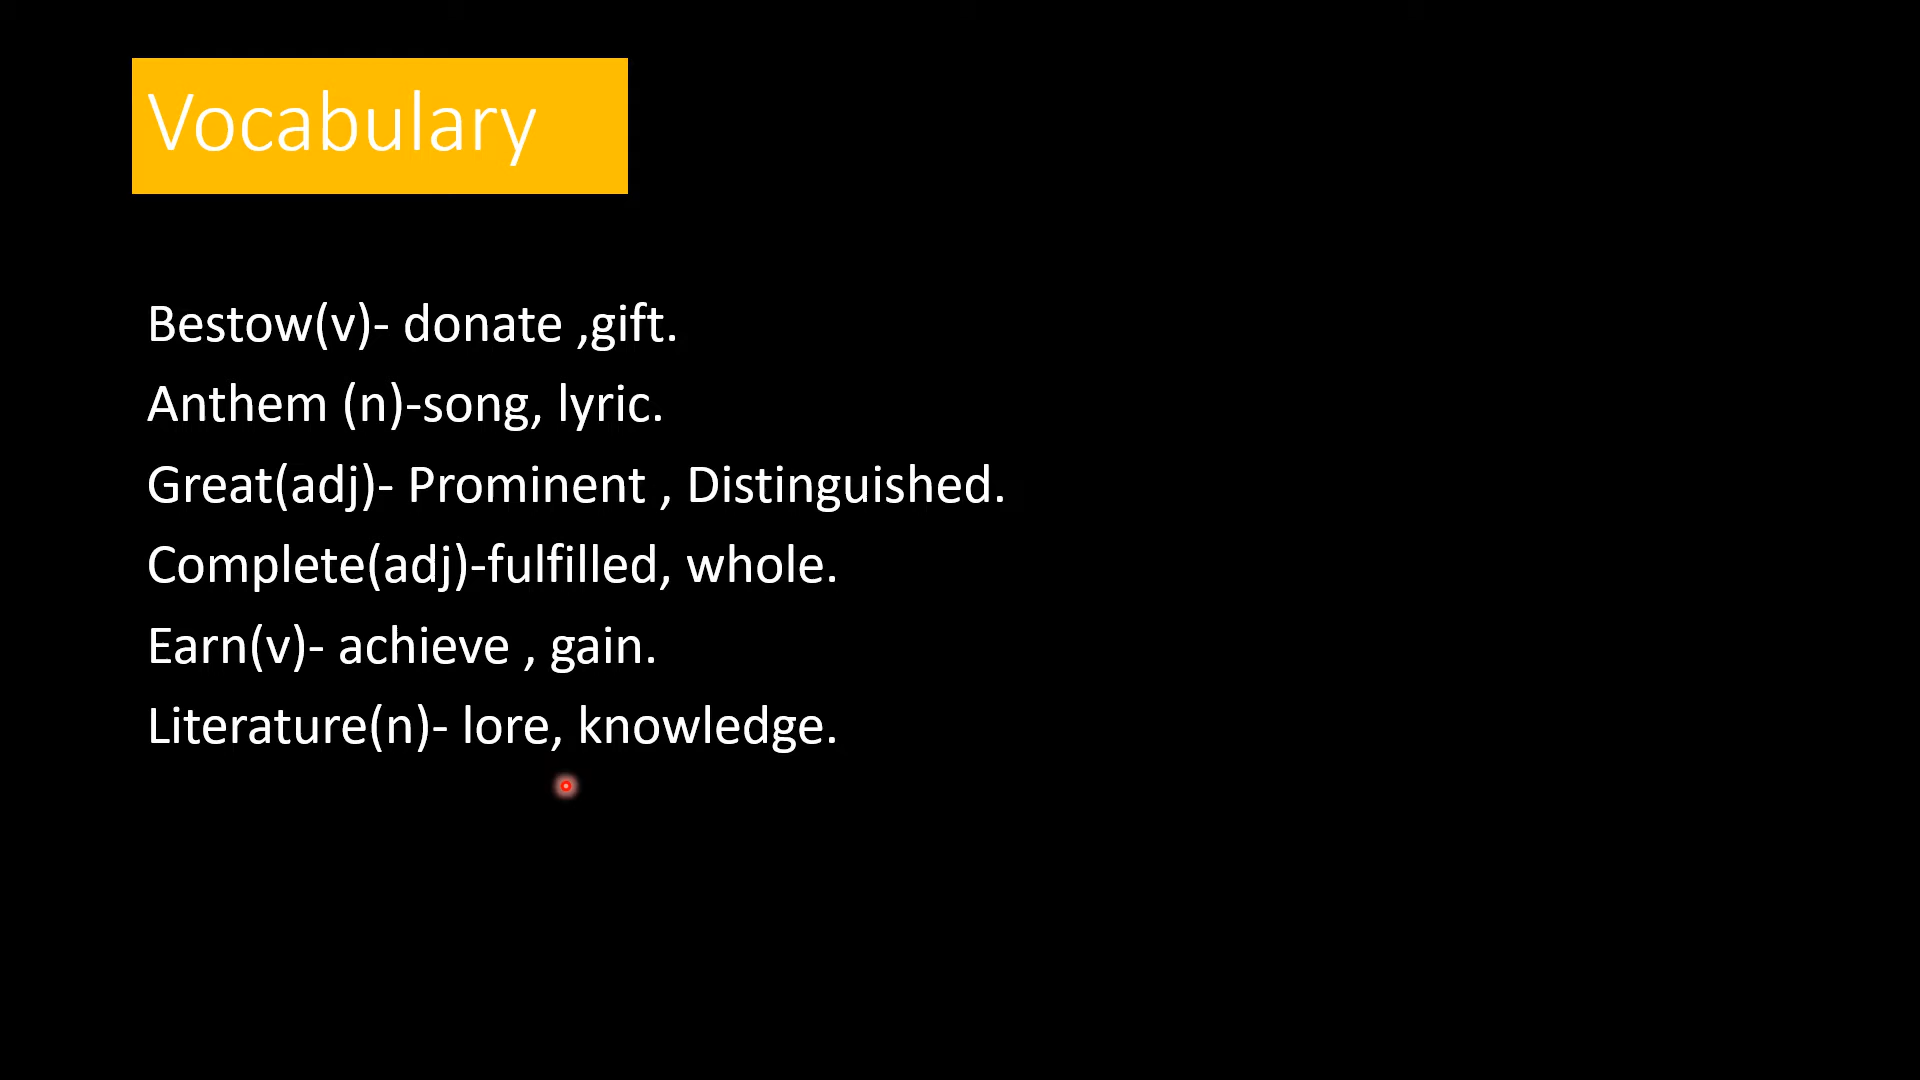 Vocabulary
Bestow(v)- donate ,gift.
Anthem (n)-song, lyric.
Great(adj)- Prominent , Distinguished.
Complete(adj)-fulfilled, whole.
Earn(v)- achieve , gain.
Literature(n)- lore, knowledge.